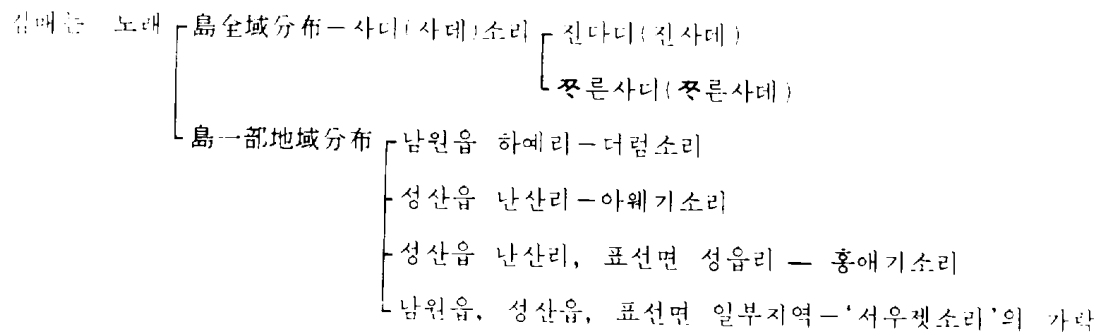 김매는 노래 島全域分布 - 사디(사데)소리 진다디(진사데)
ᄍᆞ른사디(ᄍᆞ른사데)
島一部地域分布 남원읍 하예리 - 더럼소리
성산읍 난산리 - 아웨기소리
성산읍 난산리, 표선면 성읍리 — 홍애기소리
남원읍, 성산읍, 표선면 일부지역 - '서우젯소리'의 가락